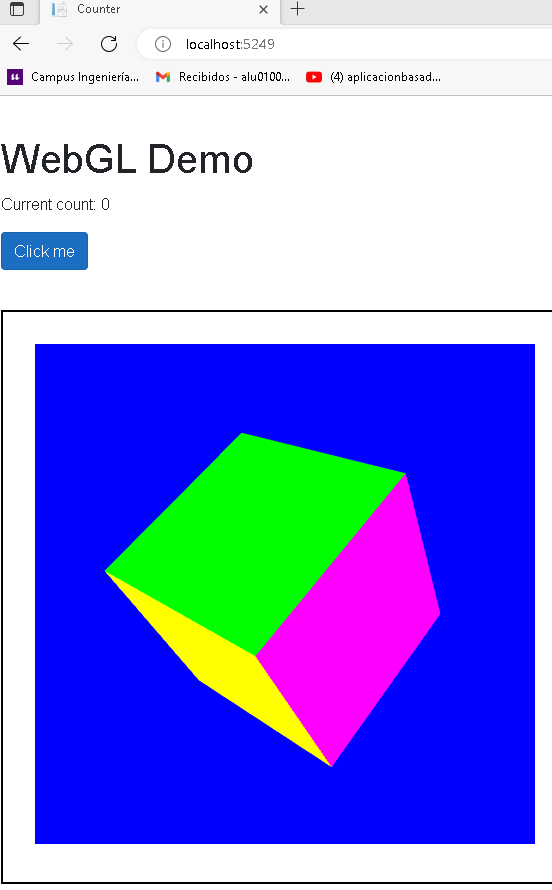 Counter
localhost:5249
Campus Ingeniería... Recibidos - alu0100... (4) aplicacionbasad...
WebGL Demo
Current count: 0
Click me